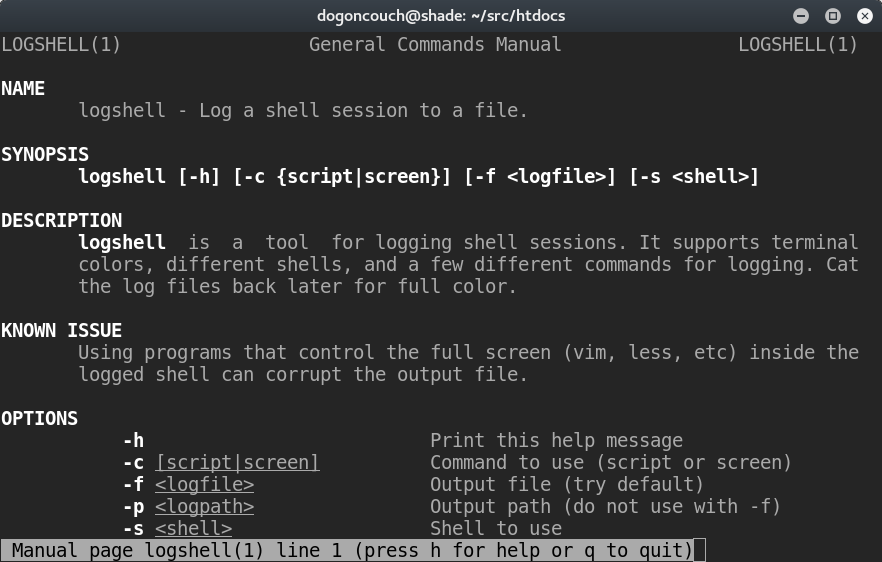 dogoncouch@shade: ~/src/htdocs
LOGSHELL(1) General Commands Manual LOGSHELL(1)
NAME
logshell - Log a shell session to a file.
SYNOPSIS
logshell [-h] [-c {script|screen}] [-f <logfile>] [-s <shell>]
DESCRIPTION
logshell is a tool for logging shell sessions. It supports terminal
colors, different shells, and a few different commands for logging. Cat
the log files back later for full color.
KNOWN ISSUE
Using programs that control the full screen (vim, less, etc) inside the
logged shell can corrupt the output file.
OPTIONS
-h Print this help message
-c [script|screen] Command to use (script or screen)
-f <logfile> Output file (try default)
-p <logpath> Output path (do not use with -f)
-s <shell> Shell to use
Manual page logshell(1) line 1 (press h for help or q to quit)